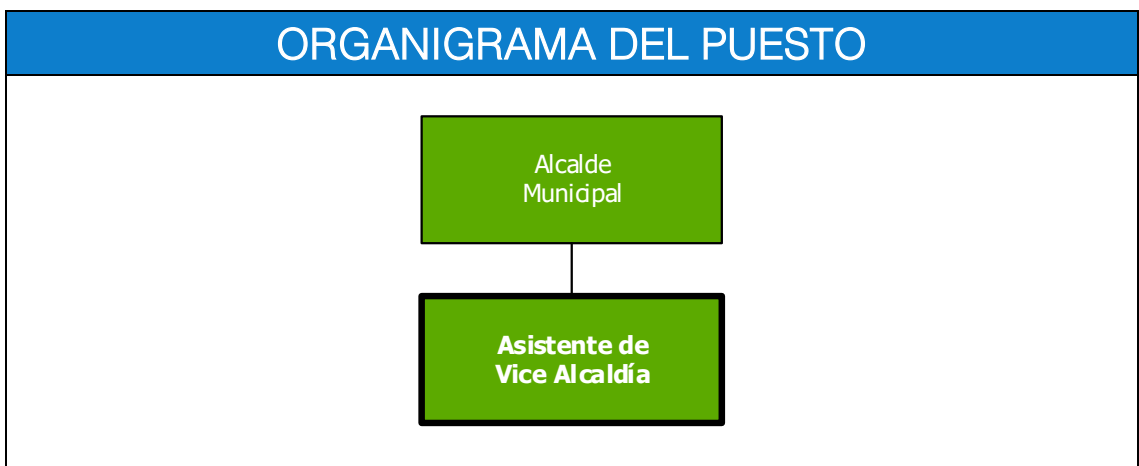 ORGANIGRAMA DEL PUESTO
Alcalde
Municipal
Asistente de
Vice Alcaldía